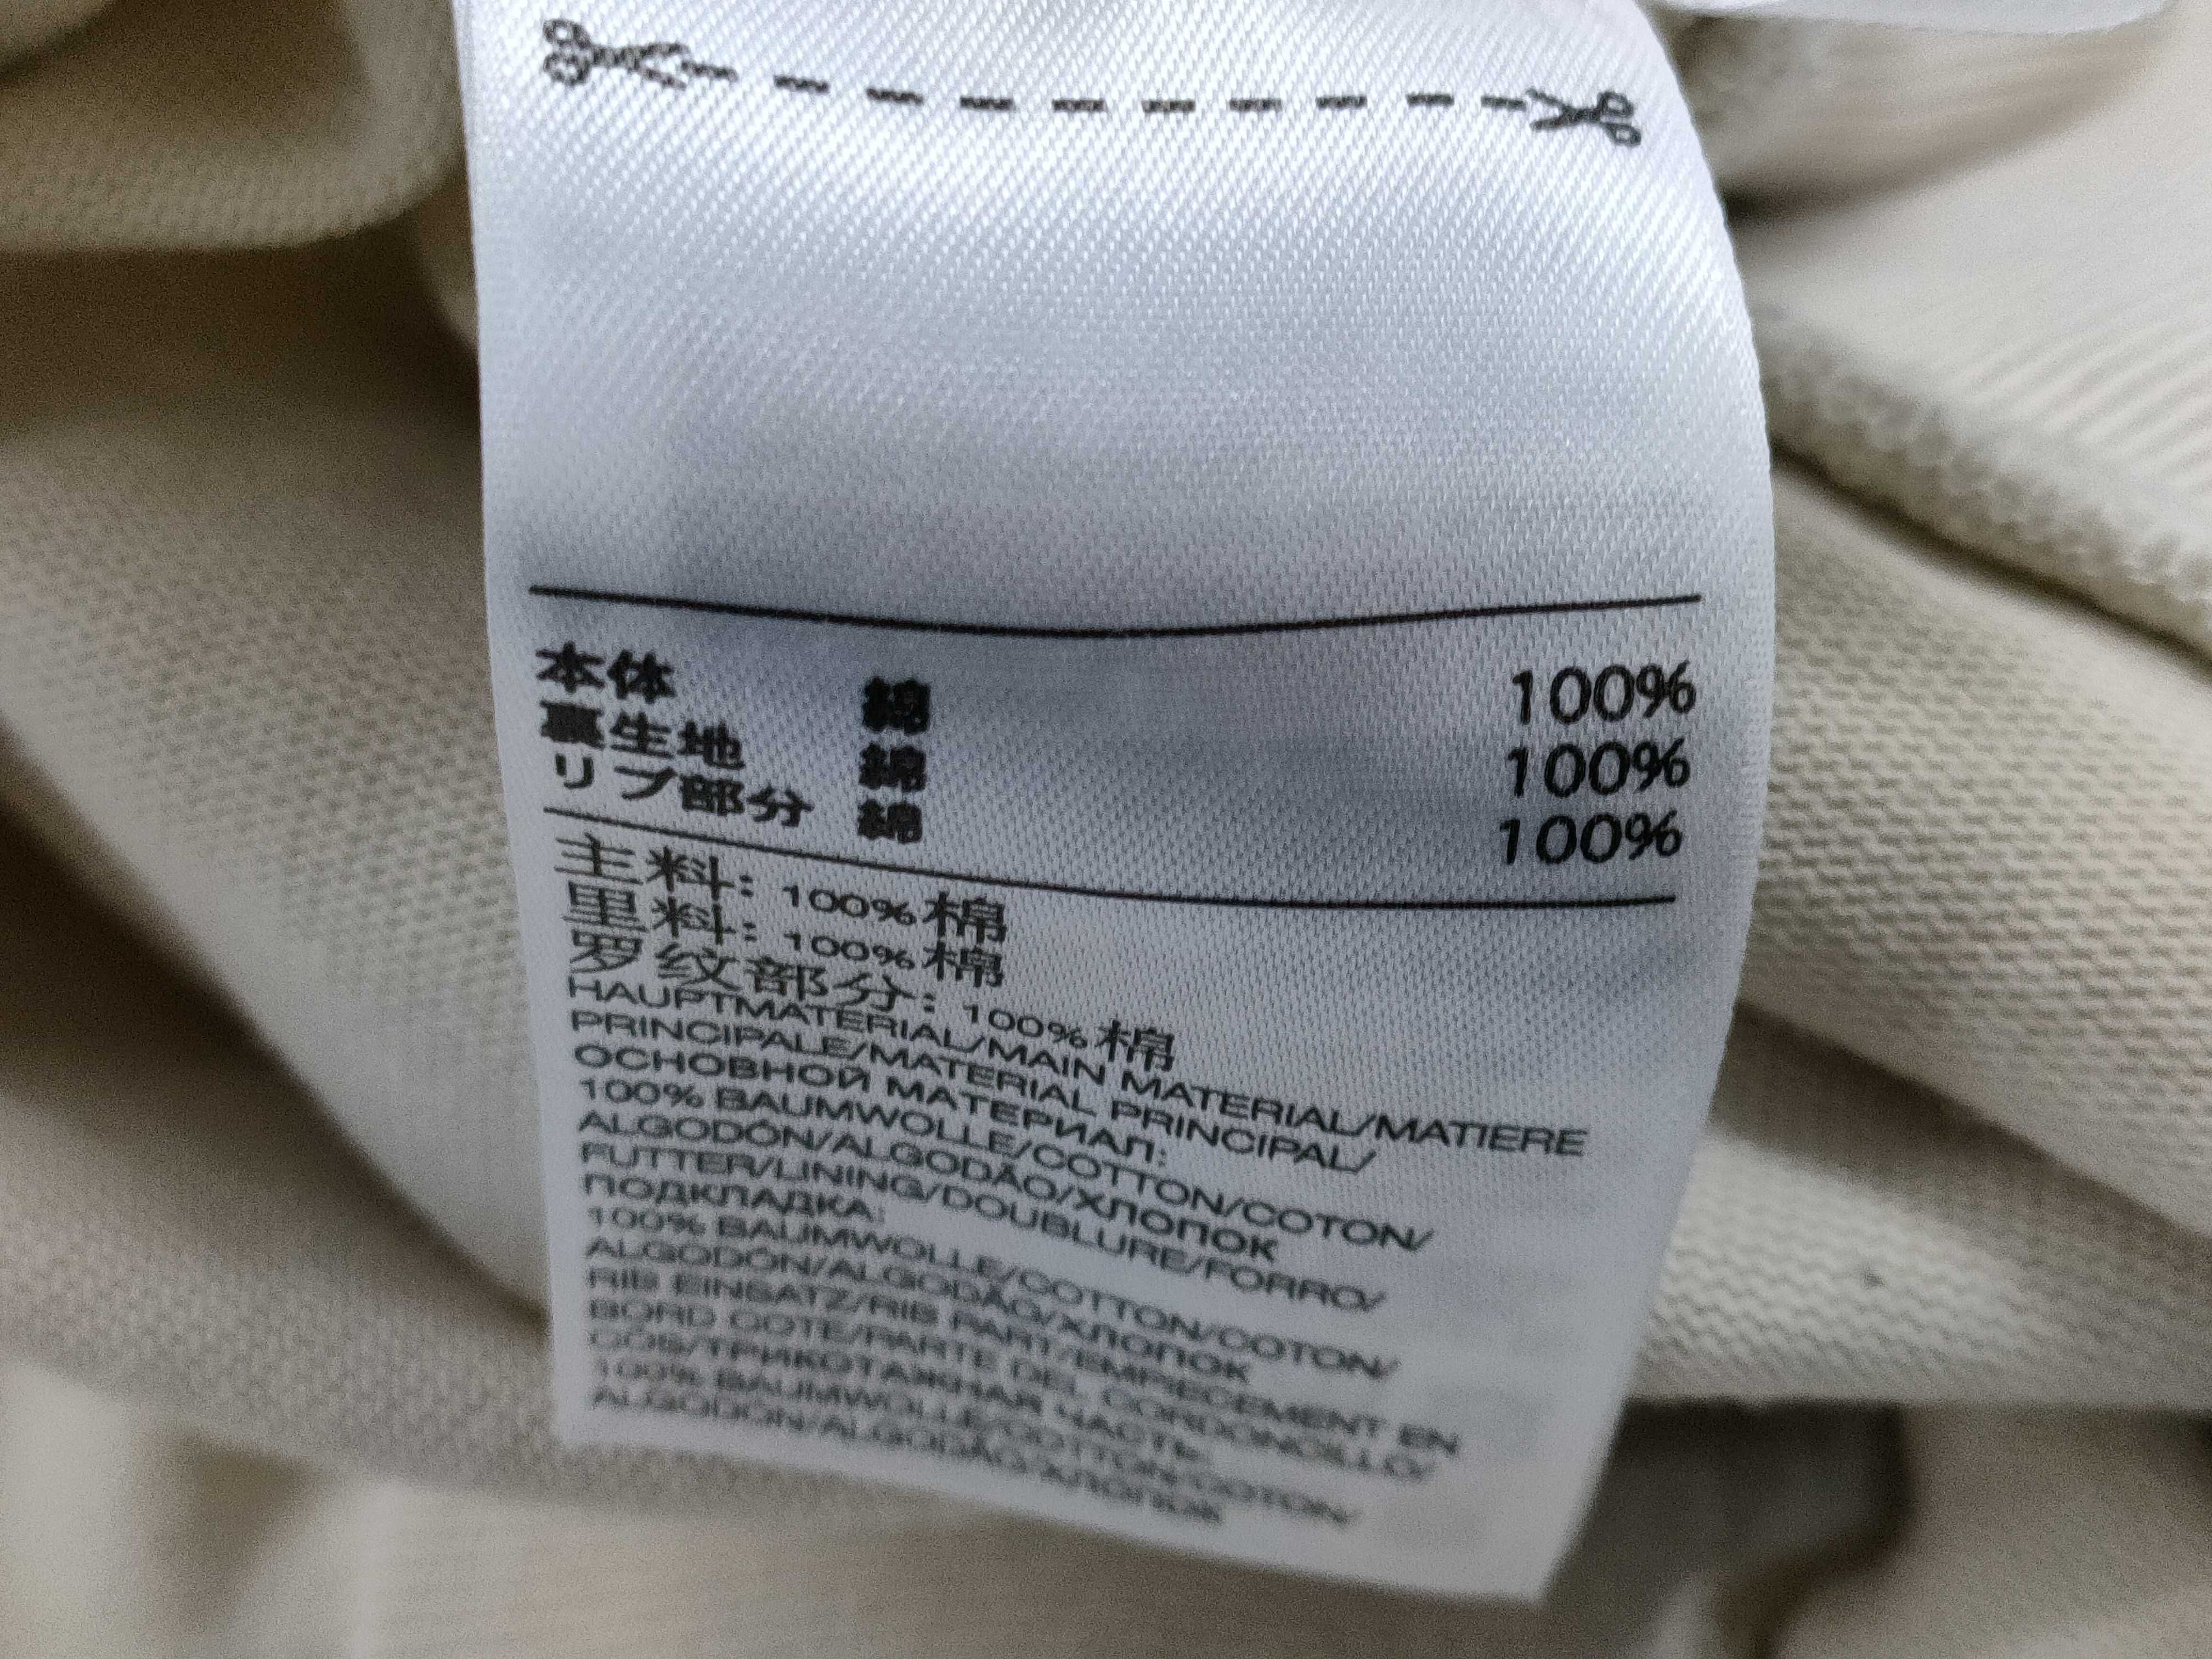 本体 綿 100%
裏生地 綿 100%
リブ部分 綿 100%
主料: 100%棉
里料: 100%棉
罗纹部分: 100%棉
HAUPTMATERIAL/MAIN MATERIAL/MATIERE
PRINCIPALE/MATERIAL PRINCIPAL/
ОСНОВНОЙ МАТЕРИАЛ:
100% BAUMWOLLE/COTTON/COTON/
ALGODÓN/ALGODÃO/ХЛОПОК
FUTTER/LINING/DOUBLURE/FORRO/
ПОДКЛАДКА:
100% BAUMWOLLE/COTTON/COTON/
ALGODÓN/ALGODÃO/ХЛОПОК
RIB EINSATZ/RIB PART/EMPIECEMENT EN
BORD COTE/PARTE DEL CORDONCILLO/
CÓS/ТРИКОТАЖНАЯ ЧАСТЬ:
100% BAUMWOLLE/COTTON/COTON/
ALGODÓN/ALGODÃO/ХЛОПОК